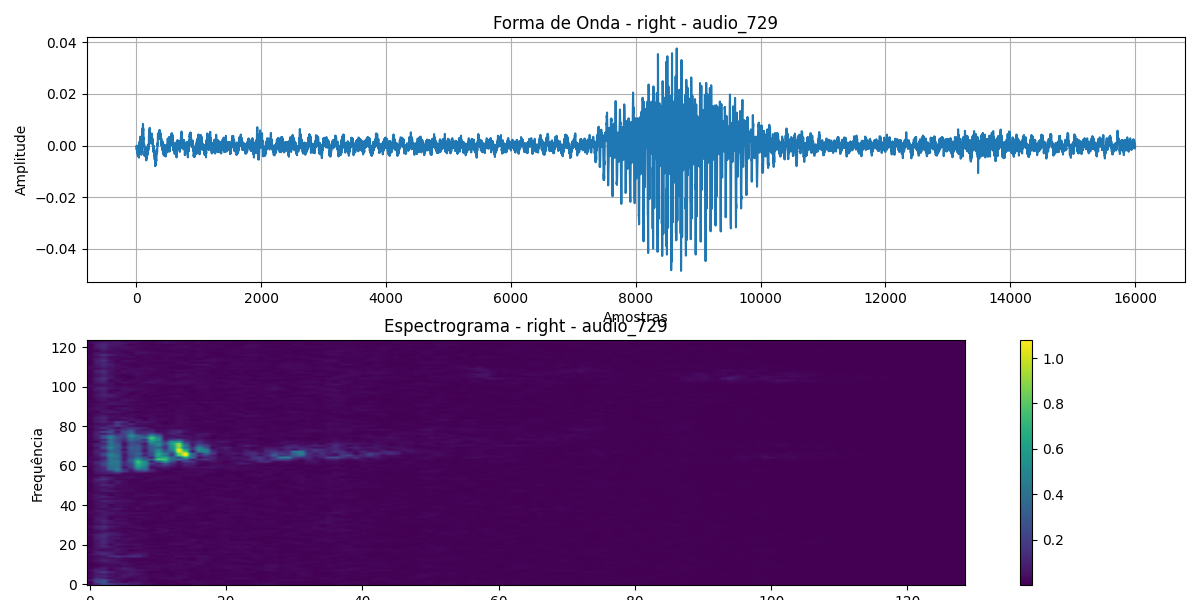 Forma de Onda - right - audio_729
0.04
0.02
0.00
−0.02
−0.04
Amplitude
0 2000 4000 6000 8000 10000 12000 14000 16000
Amostras
Espectrograma - right - audio_729
120
100
80
60
40
20
0
Frequência
1.0
0.8
0.6
0.4
0.2
0 20 40 60 80 100 120